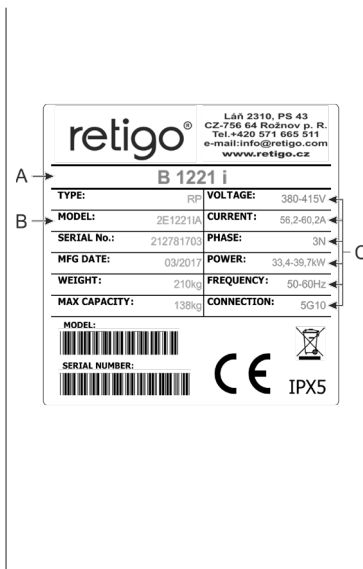 retigo®
Láň 2310, PS 43
CZ-756 64 Rožnov p. R.
Tel.+420 571 665 511
e-mail:info@retigo.com
www.retigo.cz
A
B 1221 i
TYPE: RP VOLTAGE: 380-415V
B MODEL: 2E1221IA CURRENT: 56,2-60,2A
SERIAL No.: 212781703 PHASE: 3N
C
MFG DATE: 03/2017 POWER: 33,4-39,7kW
WEIGHT: 210kg FREQUENCY: 50-60Hz
MAX CAPACITY: 138kg CONNECTION: 5G10
MODEL:
SERIAL NUMBER:
CE IPX5